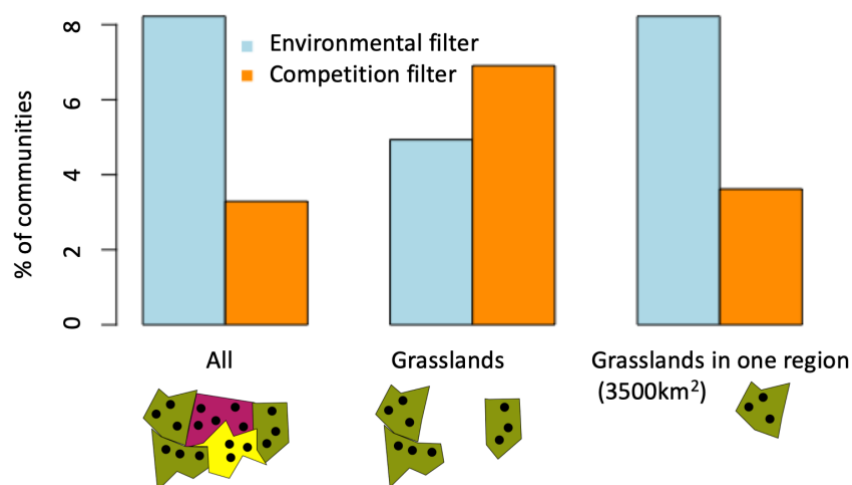 % of communities
8
6
4
2
0
Environmental filter
Competition filter
All
Grasslands
Grasslands in one region
(3500km²)